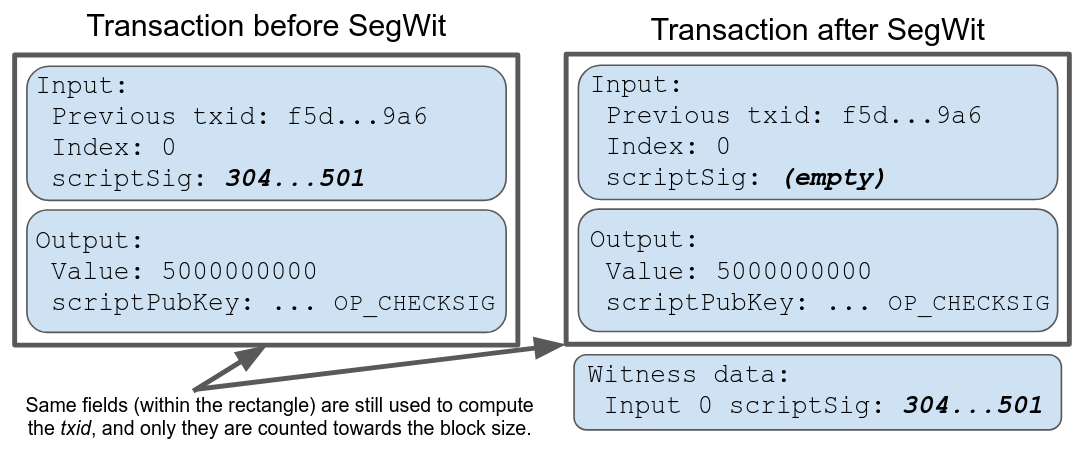 Transaction before SegWit
Input:
Previous txid: f5d...9a6
Index: 0
scriptSig: 304...501
Output:
Value: 5000000000
scriptPubKey: ... OP_CHECKSIG
Same fields (within the rectangle) are still used to compute
the txid, and only they are counted towards the block size.
Transaction after SegWit
Input:
Previous txid: f5d...9a6
Index: 0
scriptSig: (empty)
Output:
Value: 5000000000
scriptPubKey: ... OP_CHECKSIG
Witness data:
Input 0 scriptSig: 304...501